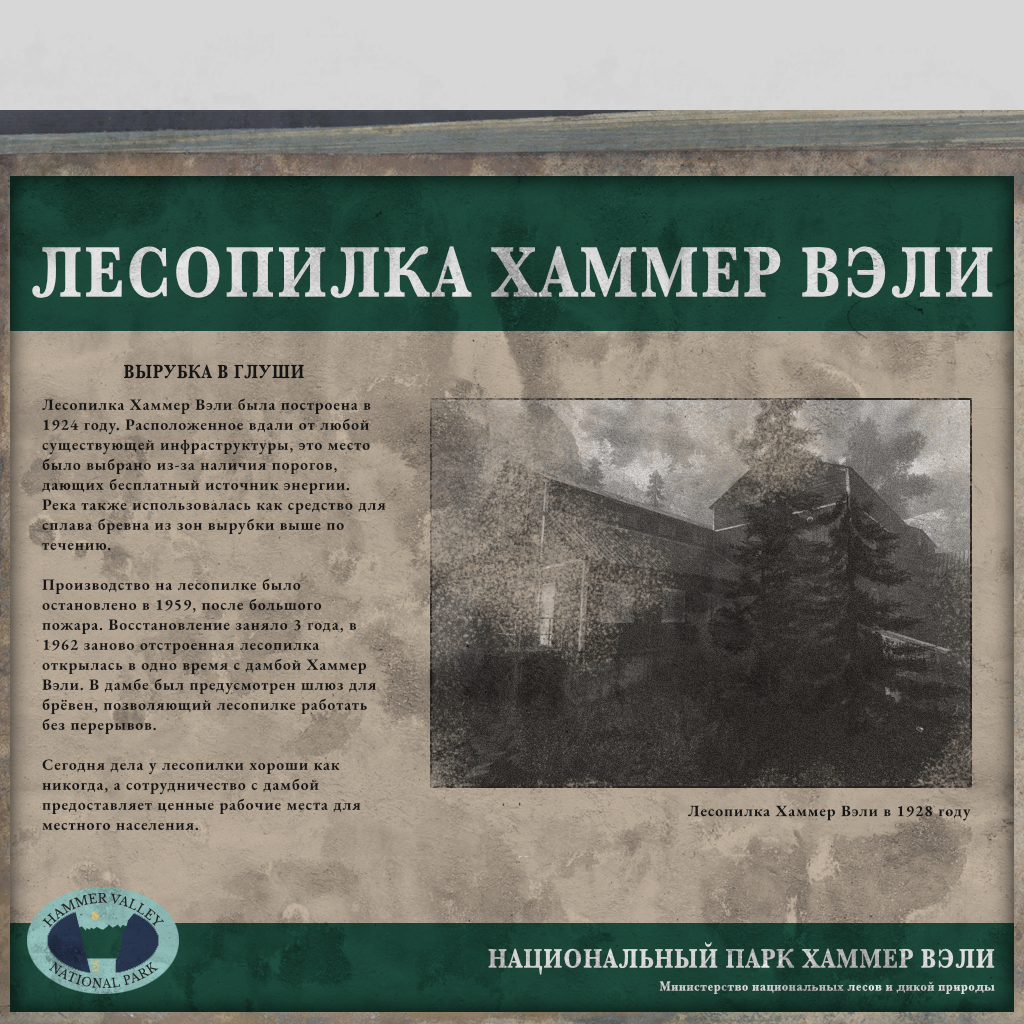 ЛЕСОПИЛКА ХАММЕР ВЭЛИ
ВЫРУБКА В ГЛУШИ
Лесопилка Хаммер Вэли была построена в
1924 году. Расположенное вдали от любой
существующей инфраструктуры, это место
было выбрано из-за наличия порогов,
дающих бесплатный источник энергии.
Река также использовалась как средство для
сплава бревна из зон вырубки выше по
течению.
Производство на лесопилке было
остановлено в 1959, после большого
пожара. Восстановление заняло 3 года, в
1962 заново отстроенная лесопилка
открылась в одно время с дамбой Хаммер
Вэли. В дамбе был предусмотрен шлюз для
брёвен, позволяющий лесопилке работать
без перерывов.
Сегодня дела у лесопилки хороши как
никогда, а сотрудничество с дамбой
предоставляет ценные рабочие места для
местного населения.
Лесопилка Хаммер Вэли в 1928 году
HAMMER VALLEY
NATIONAL PARK
НАЦИОНАЛЬНЫЙ ПАРК ХАММЕР ВЭЛИ
Министерство национальных лесов и дикой природы